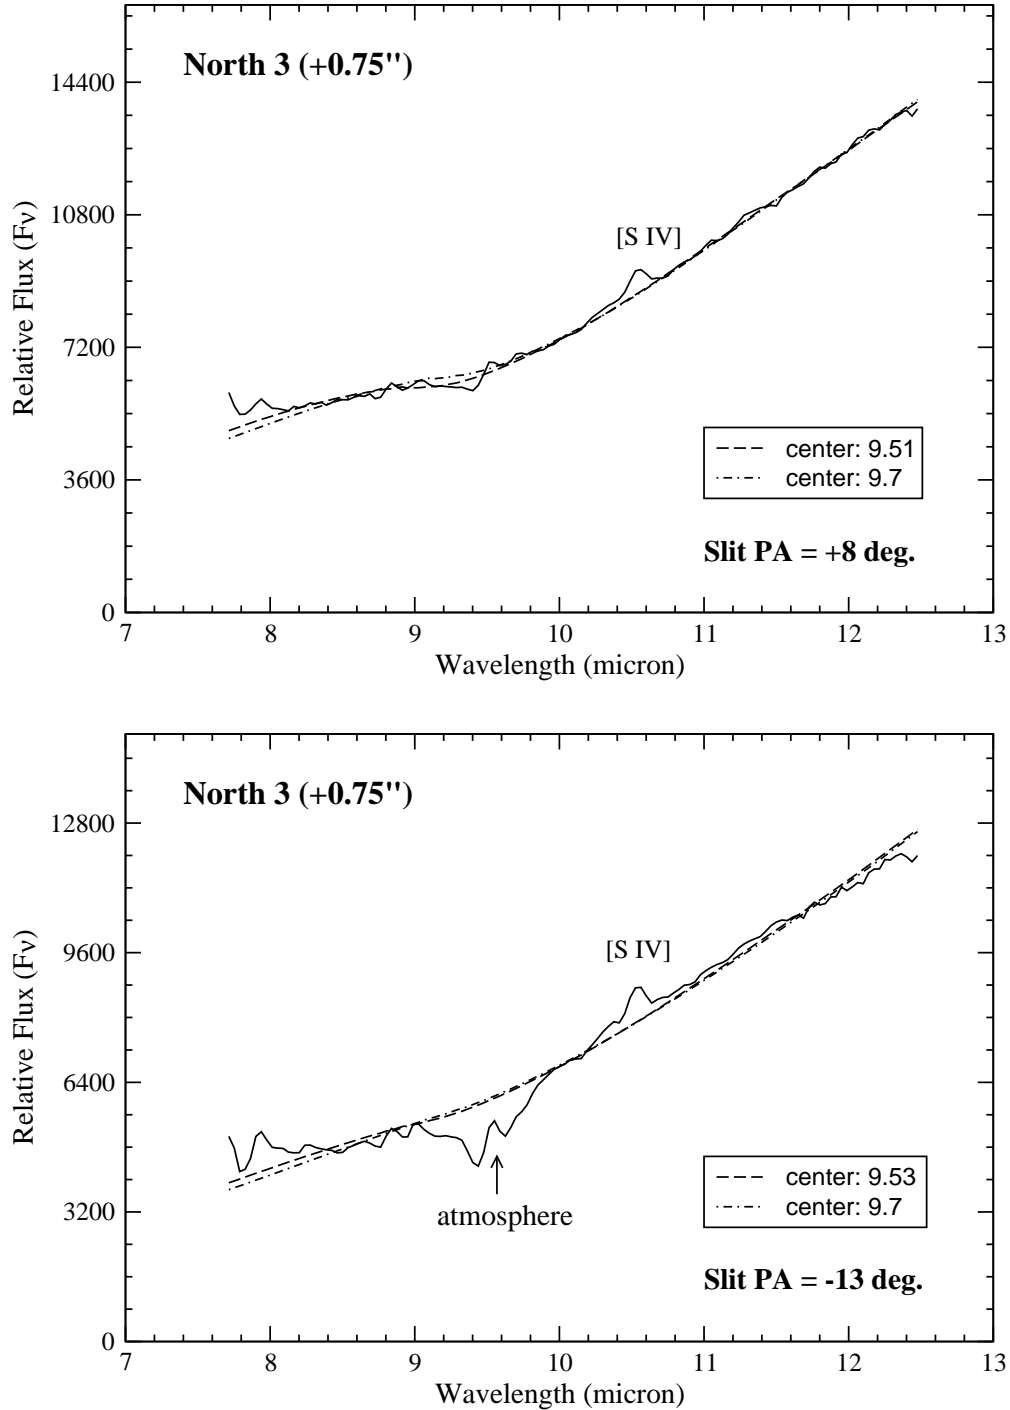 North 3 (+0.75")
14400
10800
7200
3600
0
Relative Flux (Fν)
[S IV]
center: 9.51
center: 9.7
Slit PA = +8 deg.
7 8 9 10 11 12 13
Wavelength (micron)
North 3 (+0.75")
12800
9600
6400
3200
0
Relative Flux (Fν)
[S IV]
atmosphere
center: 9.53
center: 9.7
Slit PA = -13 deg.
7 8 9 10 11 12 13
Wavelength (micron)